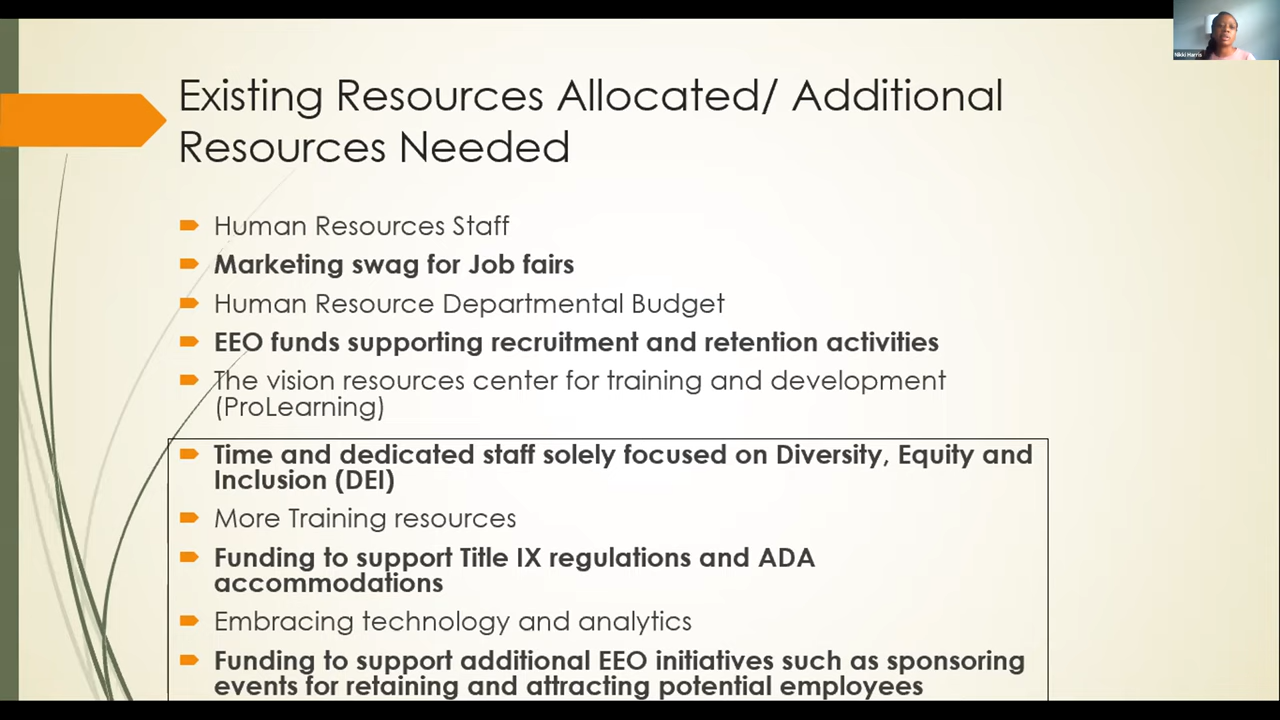 Existing Resources Allocated/ Additional
Resources Needed
Human Resources Staff
Marketing swag for Job fairs
Human Resource Departmental Budget
EEO funds supporting recruitment and retention activities
The vision resources center for training and development
(ProLearning)
Time and dedicated staff solely focused on Diversity, Equity and
Inclusion (DEI)
More Training resources
Funding to support Title IX regulations and ADA
accommodations
Embracing technology and analytics
Funding to support additional EEO initiatives such as sponsoring
events for retaining and attracting potential employees
Nikki Harris